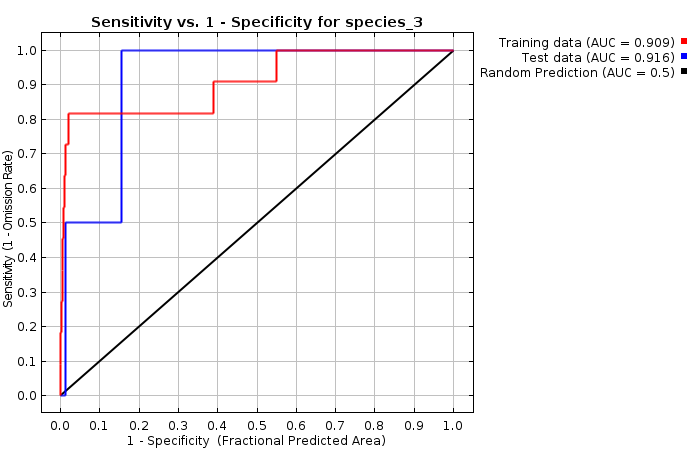 Sensitivity vs. 1 - Specificity for species_3
Training data (AUC = 0.909)
Test data (AUC = 0.916)
Random Prediction (AUC = 0.5)
Sensitivity (1 - Omission Rate)
1.0
0.9
0.8
0.7
0.6
0.5
0.4
0.3
0.2
0.1
0.0
0.0 0.1 0.2 0.3 0.4 0.5 0.6 0.7 0.8 0.9 1.0
1 - Specificity (Fractional Predicted Area)